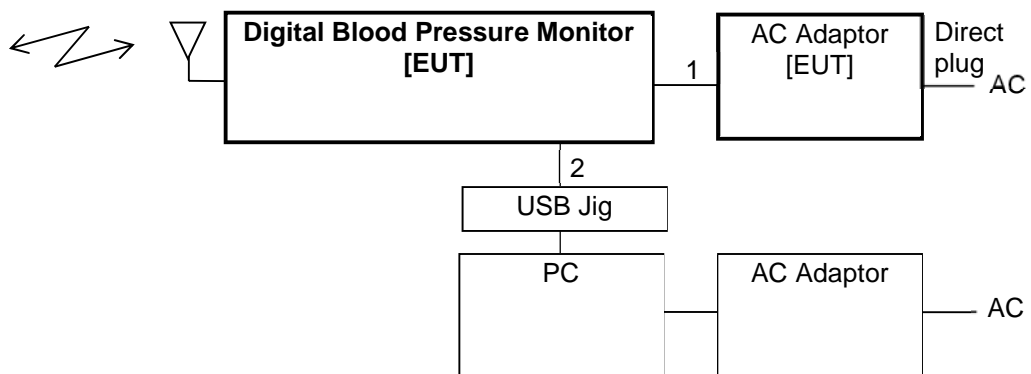 Digital Blood Pressure Monitor
[EUT]
1
AC Adaptor
[EUT]
Direct
plug
AC
2
USB Jig
PC
AC Adaptor
AC